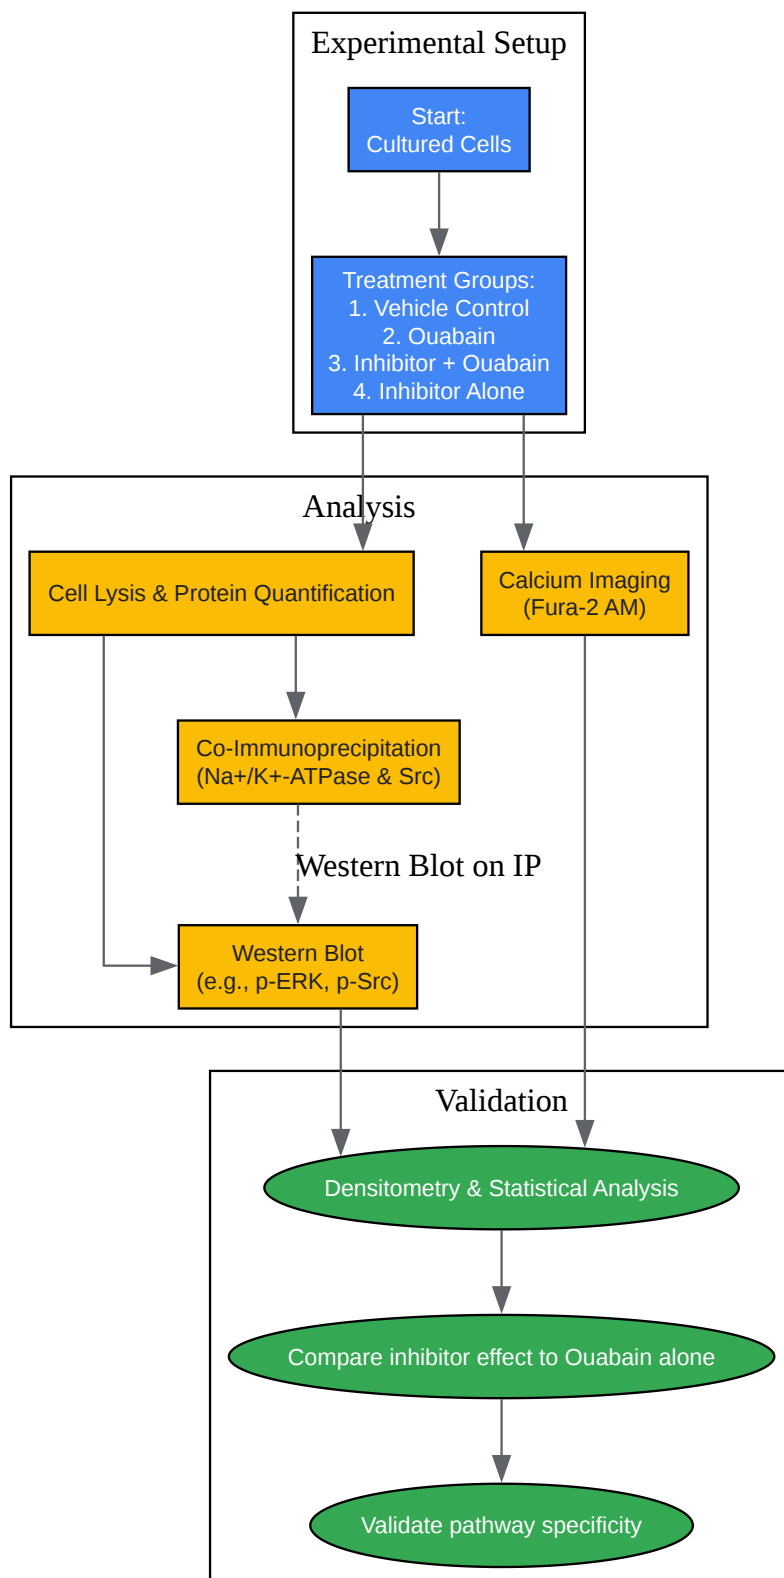 Experimental Setup
Start:
Cultured Cells
Treatment Groups:
1. Vehicle Control
2. Ouabain
3. Inhibitor + Ouabain
4. Inhibitor Alone
Analysis
Cell Lysis & Protein Quantification
Calcium Imaging
(Fura-2 AM)
Co-Immunoprecipitation
(Na+/K+-ATPase & Src)
Western Blot on IP
Western Blot
(e.g., p-ERK, p-Src)
Validation
Densitometry & Statistical Analysis
Compare inhibitor effect to Ouabain alone
Validate pathway specificity